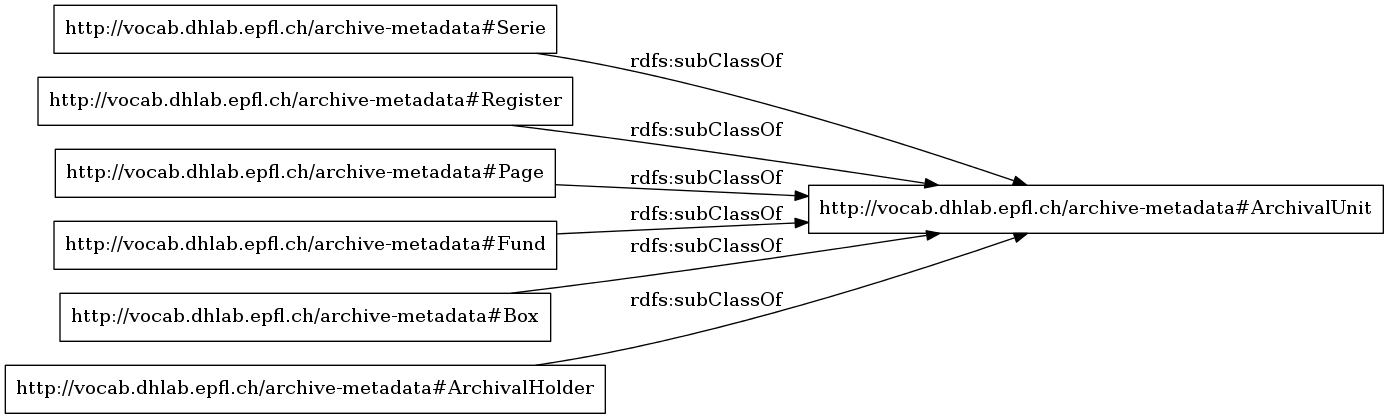 http://vocab.dhlab.epfl.ch/archive-metadata#Serie
rdfs:subClassOf
http://vocab.dhlab.epfl.ch/archive-metadata#Register
rdfs:subClassOf
http://vocab.dhlab.epfl.ch/archive-metadata#Page
rdfs:subClassOf
http://vocab.dhlab.epfl.ch/archive-metadata#ArchivalUnit
rdfs:subClassOf
http://vocab.dhlab.epfl.ch/archive-metadata#Fund
rdfs:subClassOf
http://vocab.dhlab.epfl.ch/archive-metadata#Box
rdfs:subClassOf
http://vocab.dhlab.epfl.ch/archive-metadata#ArchivalHolder